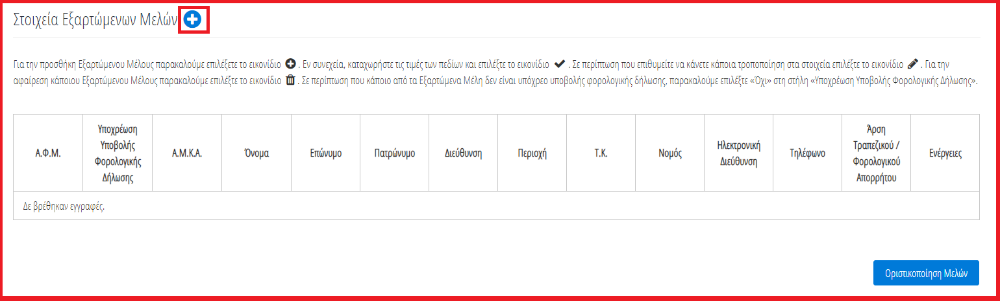 Στοιχεία Εξαρτώμενων Μελών
Για την προσθήκη Εξαρτώμενου Μέλους παρακαλούμε επιλέξετε το εικονίδιο . Εν συνεχεία, καταχωρήστε τις τιμές των πεδίων και επιλέξτε το εικονίδιο . Σε περίπτωση που επιθυμείτε να κάνετε κάποια τροποποίηση στα στοιχεία επιλέξτε το εικονίδιο . Για την
αφαίρεση κάποιου Εξαρτώμενου Μέλους παρακαλούμε επιλέξτε το εικονίδιο . Σε περίπτωση που κάποιο από τα Εξαρτώμενα Μέλη δεν είναι υπόχρεο υποβολής φορολογικής δήλωσης, παρακαλούμε επιλέξτε «Όχι» στη στήλη «Υποχρέωση Υποβολής Φορολογικής Δήλωσης».
Α.Φ.Μ.
Υποχρέωση
Υποβολής
Φορολογικής
Δήλωσης
Α.Μ.Κ.Α.
Όνομα
Επώνυμο
Πατρώνυμο
Διεύθυνση
Περιοχή
Τ.Κ.
Νομός
Ηλεκτρονική
Διεύθυνση
Τηλέφωνο
Άρση
Τραπεζικού /
Φορολογικού
Απορρήτου
Ενέργειες
Δε βρέθηκαν εγγραφές.
Οριστικοποίηση Μελών